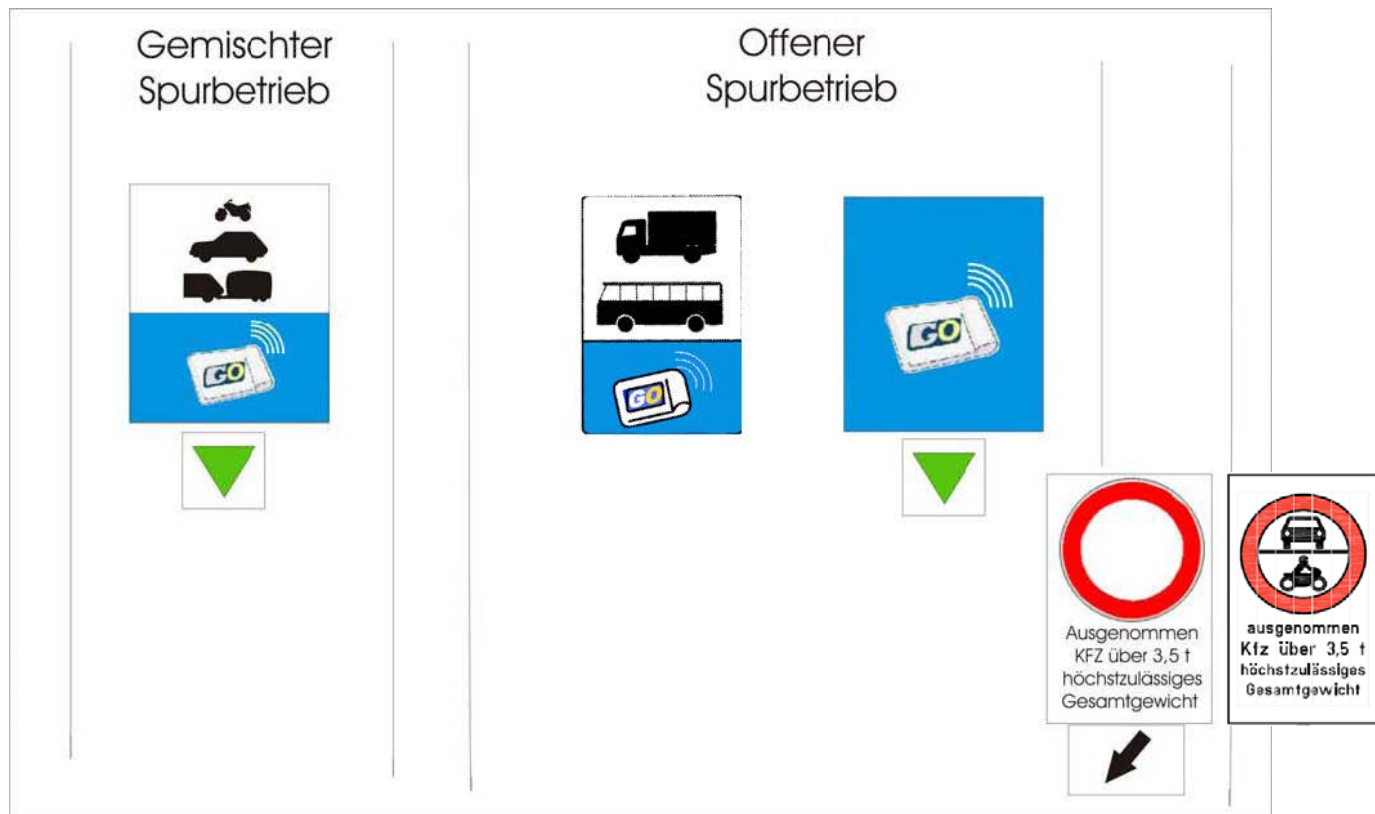 Gemischter
Spurbetrieb
Offener
Spurbetrieb
GO
GO
GO
Ausgenommen
KFZ über 3,5 t
höchstzulässiges
Gesamtgewicht
ausgenommen
Kfz über 3,5 t
höchstzulässiges
Gesamtgewicht